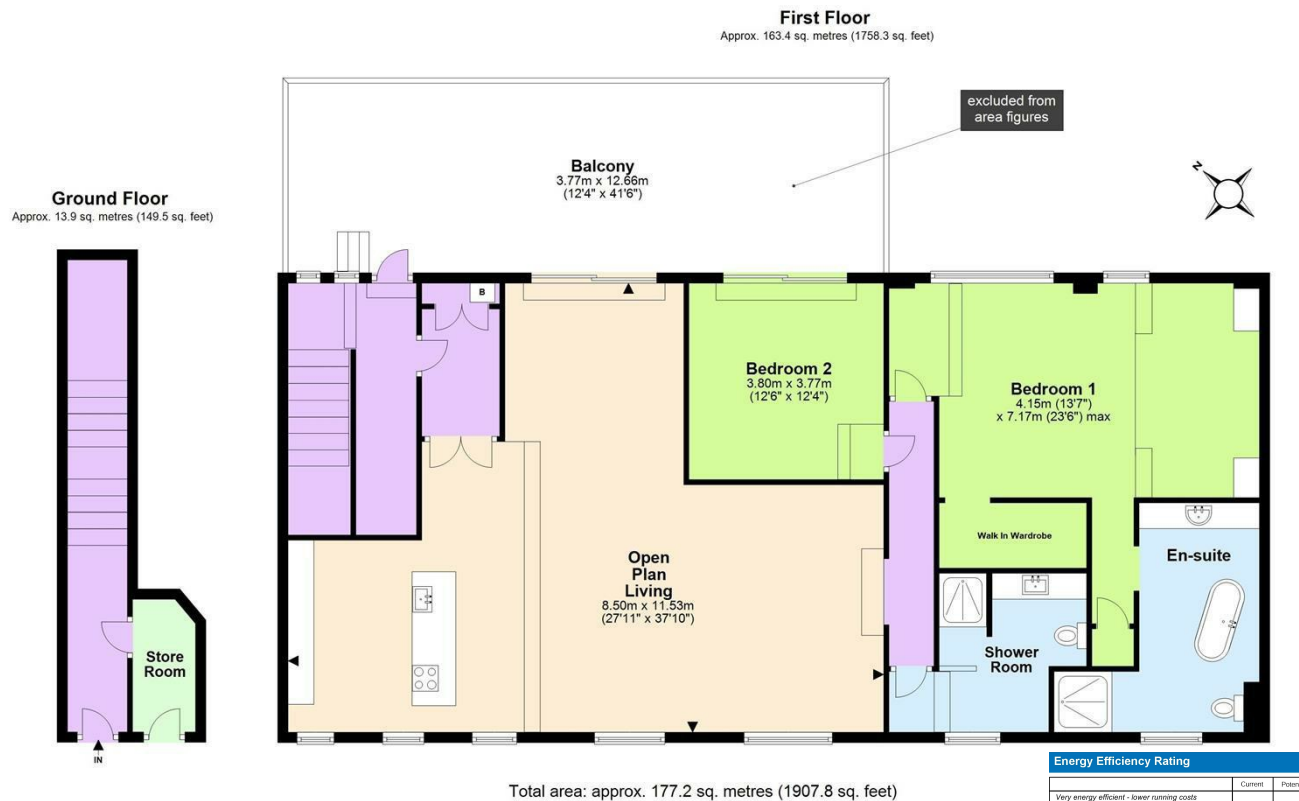 First Floor
Approx. 163.4 sq. metres (1758.3 sq. feet)
excluded from
area figures
Balcony
3.77m x 12.66m
(12'4" x 41'6")
N
Ground Floor
Approx. 13.9 sq. metres (149.5 sq. feet)
B
Bedroom 2
3.80m x 3.77m
(12'6" x 12'4")
Bedroom 1
4.15m (13'7")
x 7.17m (23'6") max
Walk In Wardrobe
En-suite
Open
Plan
Living
8.50m x 11.53m
(27'11" x 37'10")
Shower
Room
Store
Room
IN
Total area: approx. 177.2 sq. metres (1907.8 sq. feet)
Energy Efficiency Rating
Current Poten
Very energy efficient - lower running costs